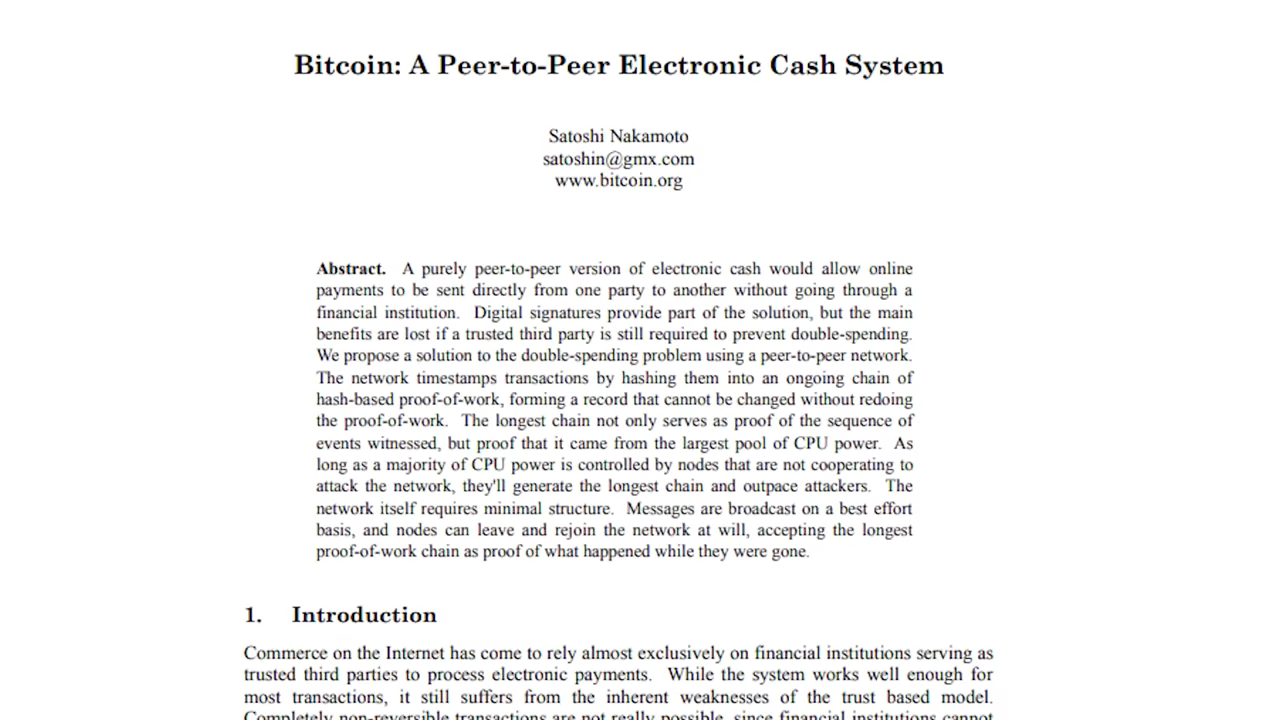 Bitcoin: A Peer-to-Peer Electronic Cash System
Satoshi Nakamoto
satoshin@gmx.com
www.bitcoin.org
Abstract. A purely peer-to-peer version of electronic cash would allow online
payments to be sent directly from one party to another without going through a
financial institution. Digital signatures provide part of the solution, but the main
benefits are lost if a trusted third party is still required to prevent double-spending.
We propose a solution to the double-spending problem using a peer-to-peer network.
The network timestamps transactions by hashing them into an ongoing chain of
hash-based proof-of-work, forming a record that cannot be changed without redoing
the proof-of-work. The longest chain not only serves as proof of the sequence of
events witnessed, but proof that it came from the largest pool of CPU power. As
long as a majority of CPU power is controlled by nodes that are not cooperating to
attack the network, they'll generate the longest chain and outpace attackers. The
network itself requires minimal structure. Messages are broadcast on a best effort
basis, and nodes can leave and rejoin the network at will, accepting the longest
proof-of-work chain as proof of what happened while they were gone.
1. Introduction
Commerce on the Internet has come to rely almost exclusively on financial institutions serving as
trusted third parties to process electronic payments. While the system works well enough for
most transactions, it still suffers from the inherent weaknesses of the trust based model.
Completely non-reversible transactions are not really possible, since financial institutions cannot